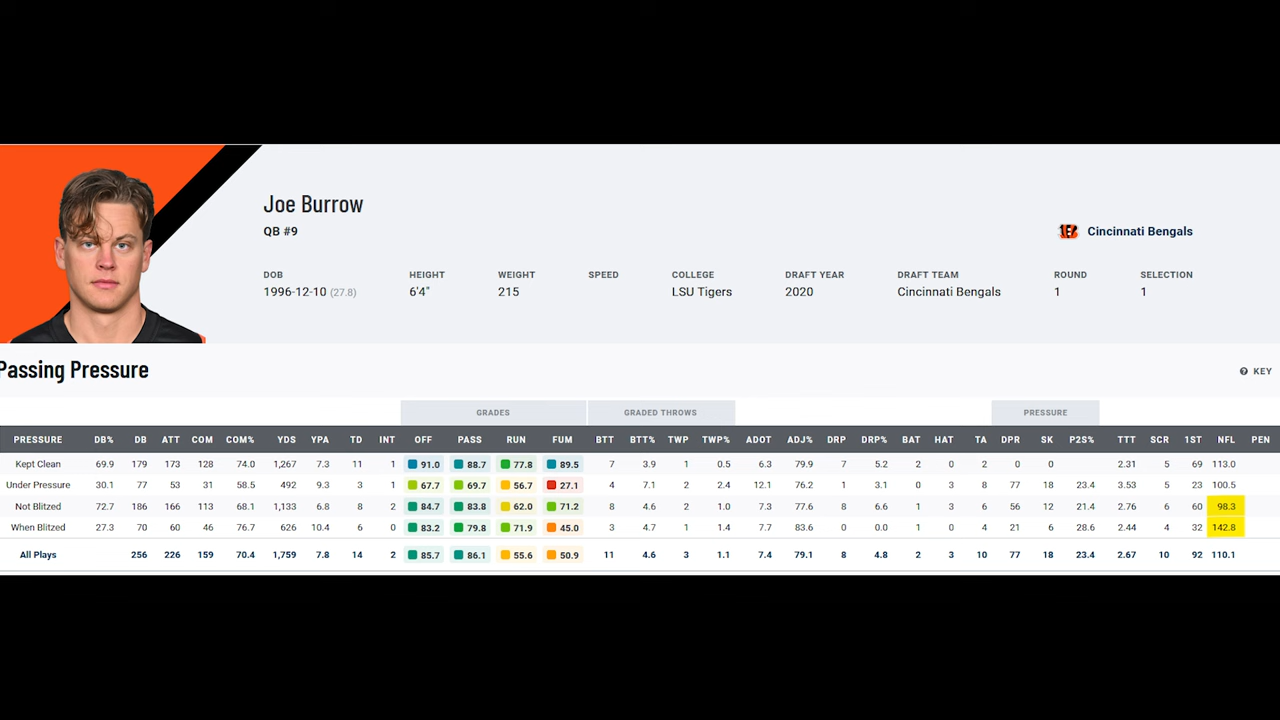 Joe Burrow
QB #9
Cincinnati Bengals
DOB HEIGHT WEIGHT SPEED COLLEGE DRAFT YEAR DRAFT TEAM ROUND SELECTION
1996-12-10 (27.8) 6'4" 215 LSU Tigers 2020 Cincinnati Bengals 1 1
Passing Pressure
KEY
GRADES GRADED THROWS PRESSURE
PRESSURE DB% DB ATT COM COM% YDS YPA TD INT OFF PASS RUN FUM BTT BTT% TWP TWP% ADOT ADJ% DRP DRP% BAT HAT TA DPR SK P2S% TTT SCR 1ST NFL PEN
Kept Clean 69.9 179 173 128 74.0 1,267 7.3 11 1 91.0 88.7 77.8 89.5 7 3.9 1 0.5 6.3 79.9 7 5.2 2 0 2 0 0 2.31 5 69 113.0
Under Pressure 30.1 77 53 31 58.5 492 9.3 3 1 67.7 69.7 56.7 27.1 4 7.1 2 2.4 12.1 76.2 1 3.1 0 3 8 77 18 23.4 3.53 5 23 100.5
Not Blitzed 72.7 186 166 113 68.1 1,133 6.8 8 2 84.7 83.8 62.0 71.2 8 4.6 2 1.0 7.3 77.6 8 6.6 1 3 6 56 12 21.4 2.76 6 60 98.3
When Blitzed 27.3 70 60 46 76.7 626 10.4 6 0 83.2 79.8 71.9 45.0 3 4.7 1 1.4 7.7 83.6 0 0.0 1 0 4 21 6 28.6 2.44 4 32 142.8
All Plays 256 226 159 70.4 1,759 7.8 14 2 85.7 86.1 55.6 50.9 11 4.6 3 1.1 7.4 79.1 8 4.8 2 3 10 77 18 23.4 2.67 10 92 110.1